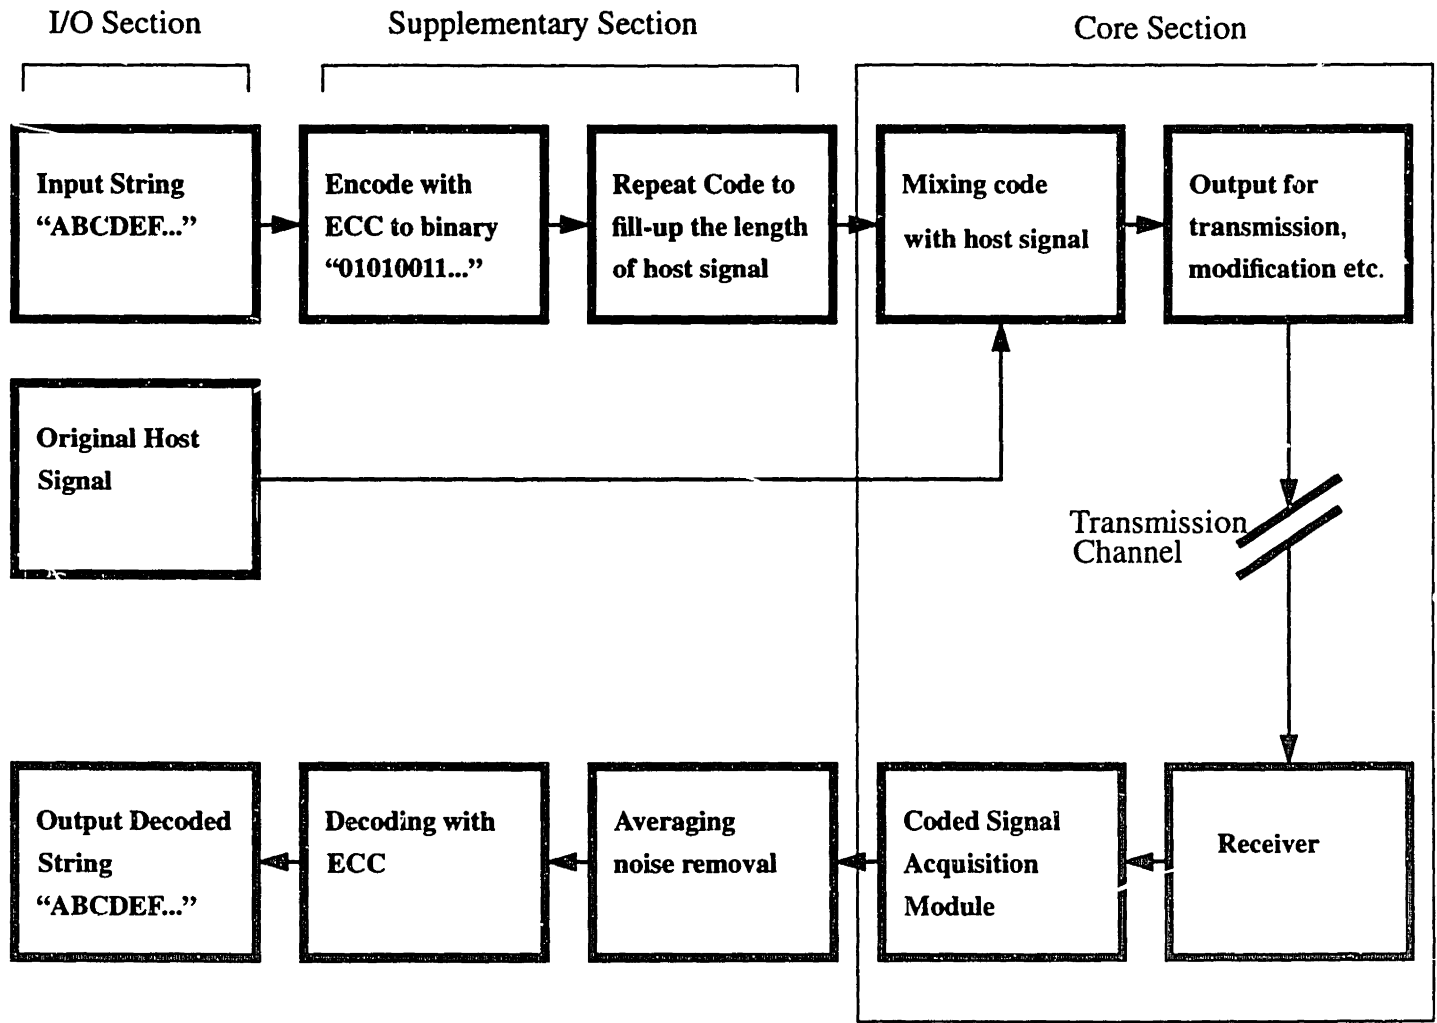 I/O Section
Supplementary Section
Core Section
Input String
“ABCDEF...”
Encode with
ECC to binary
“01010011...”
Repeat Code to
fill-up the length
of host signal
Mixing code
with host signal
Output for
transmission,
modification etc.
Original Host
Signal
Transmission
Channel
Output Decoded
String
“ABCDEF...”
Decoding with
ECC
Averaging
noise removal
Coded Signal
Acquisition
Module
Receiver